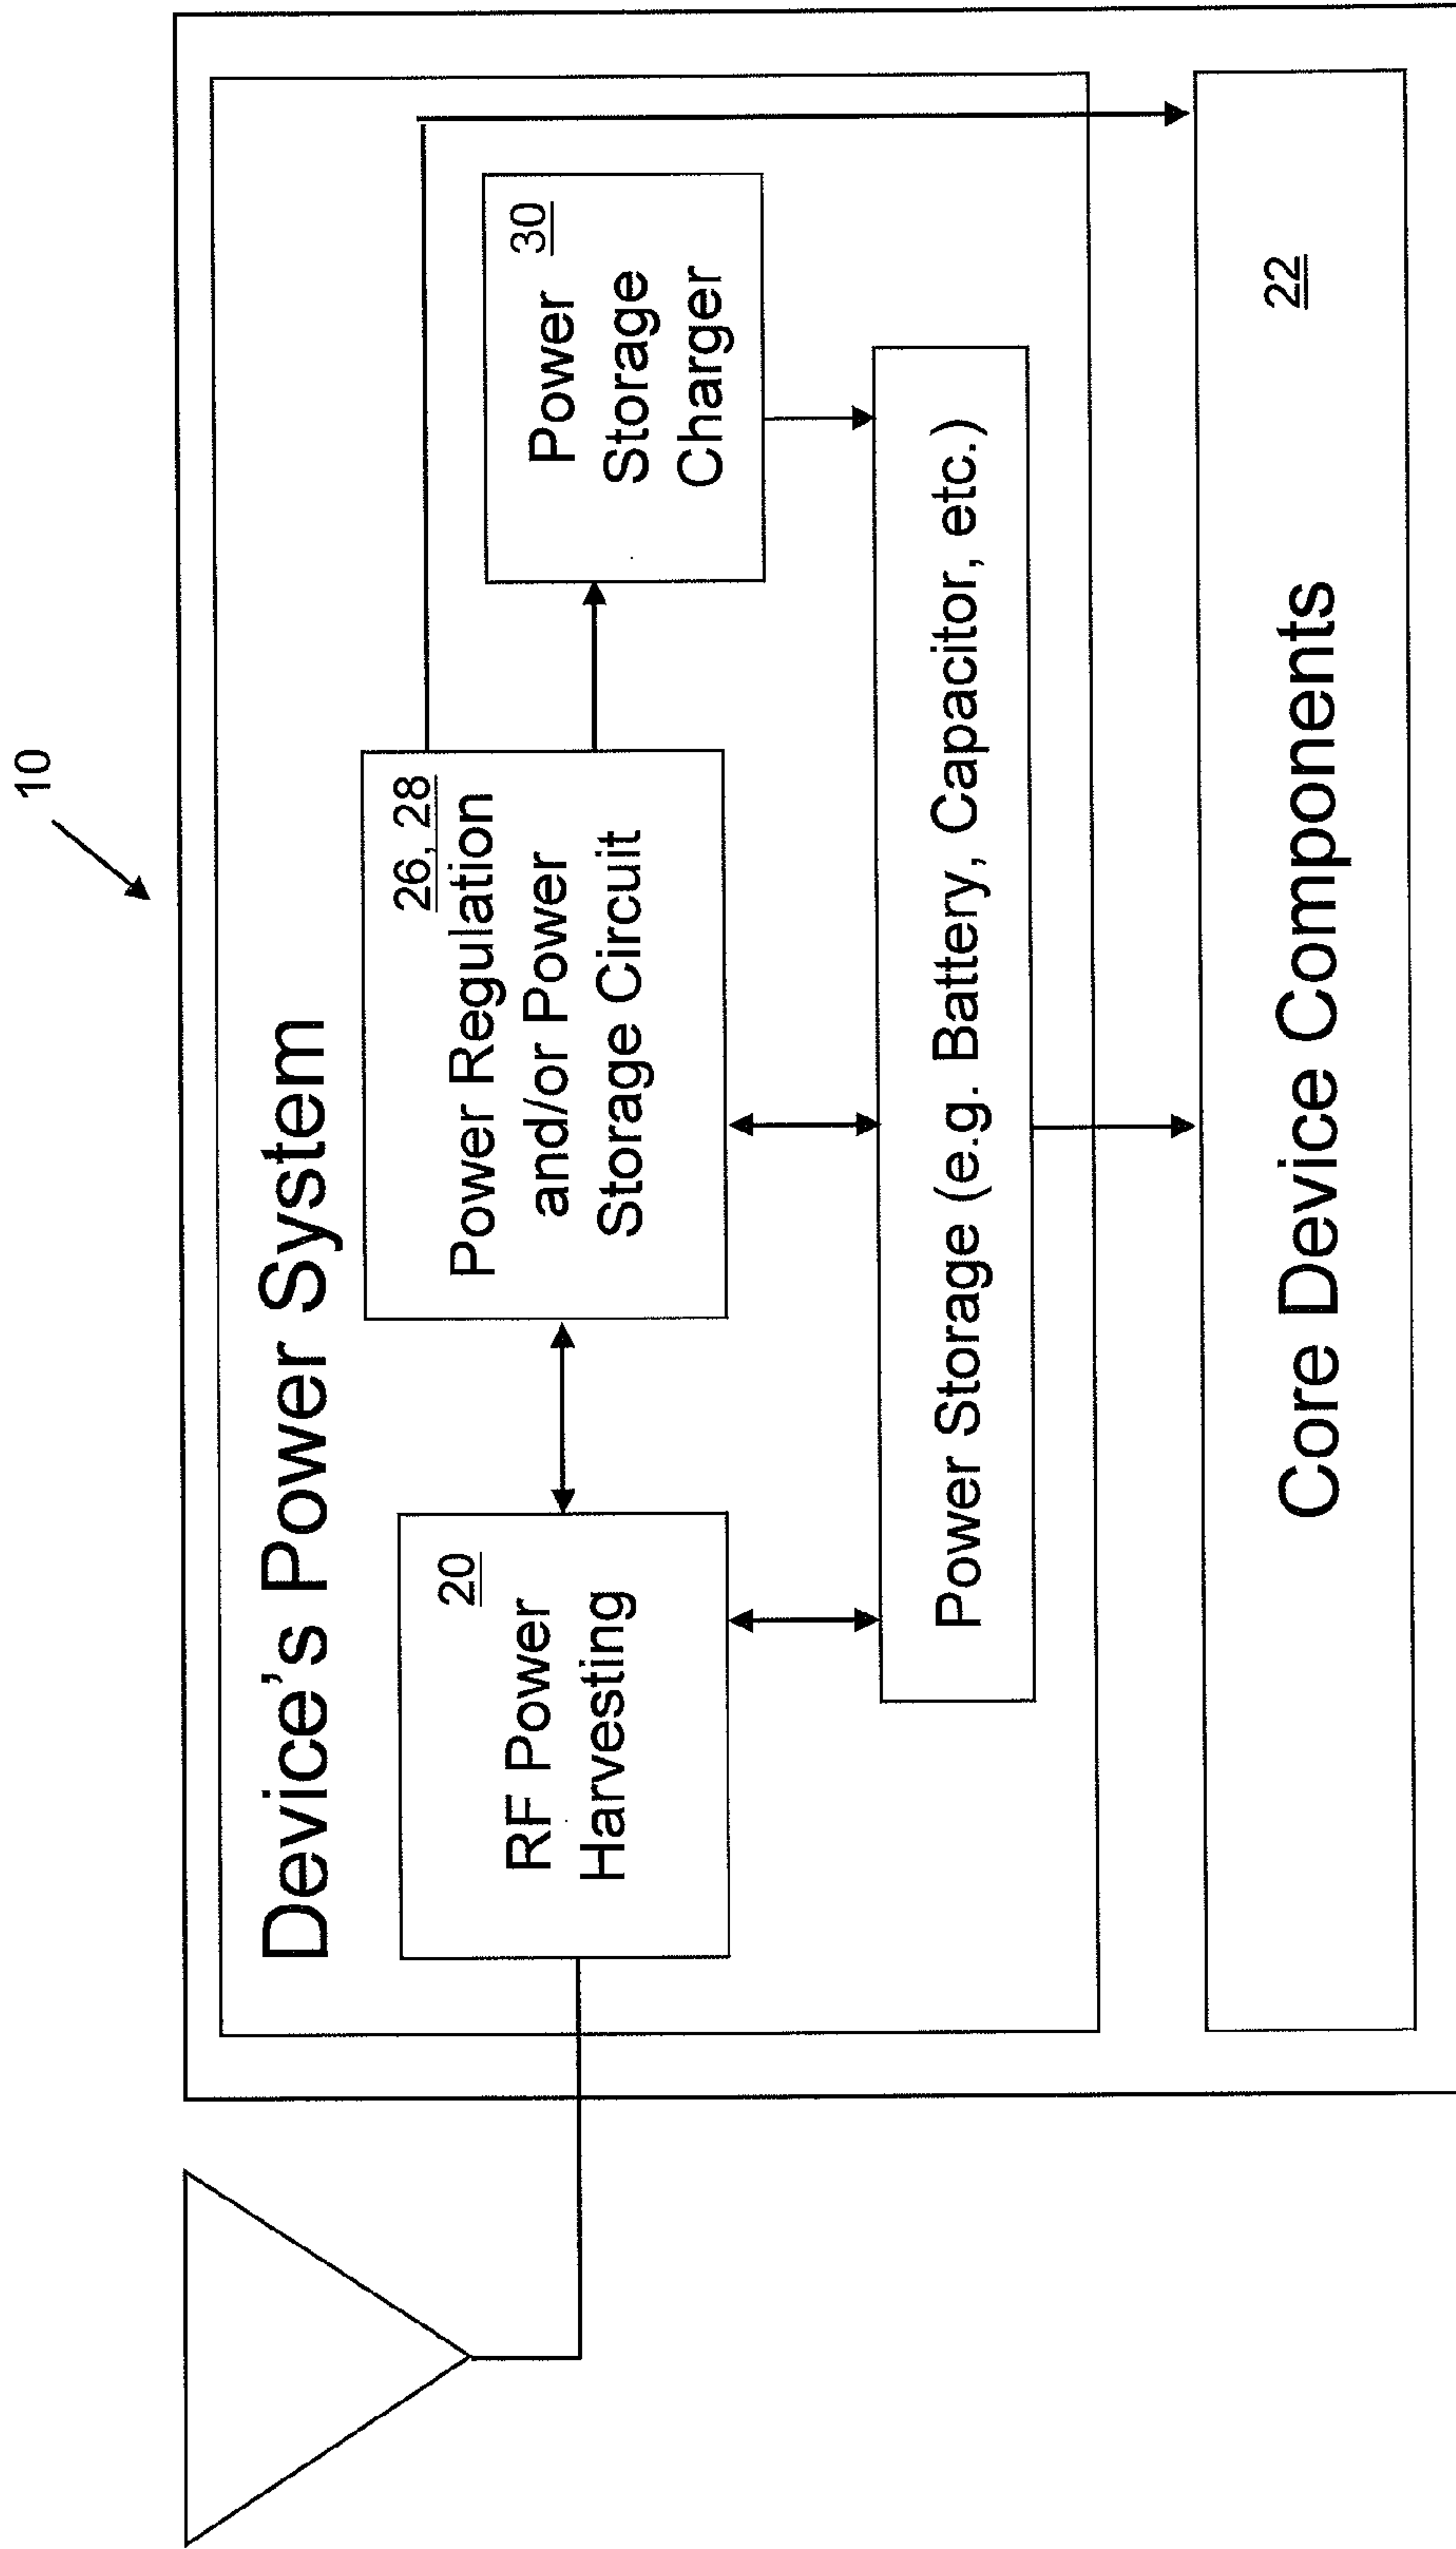 10
Device's Power System
20
RF Power
Harvesting
26, 28
Power Regulation
and/or Power
Storage Circuit
30
Power
Storage
Charger
Power Storage (e.g. Battery, Capacitor, etc.)
22
Core Device Components